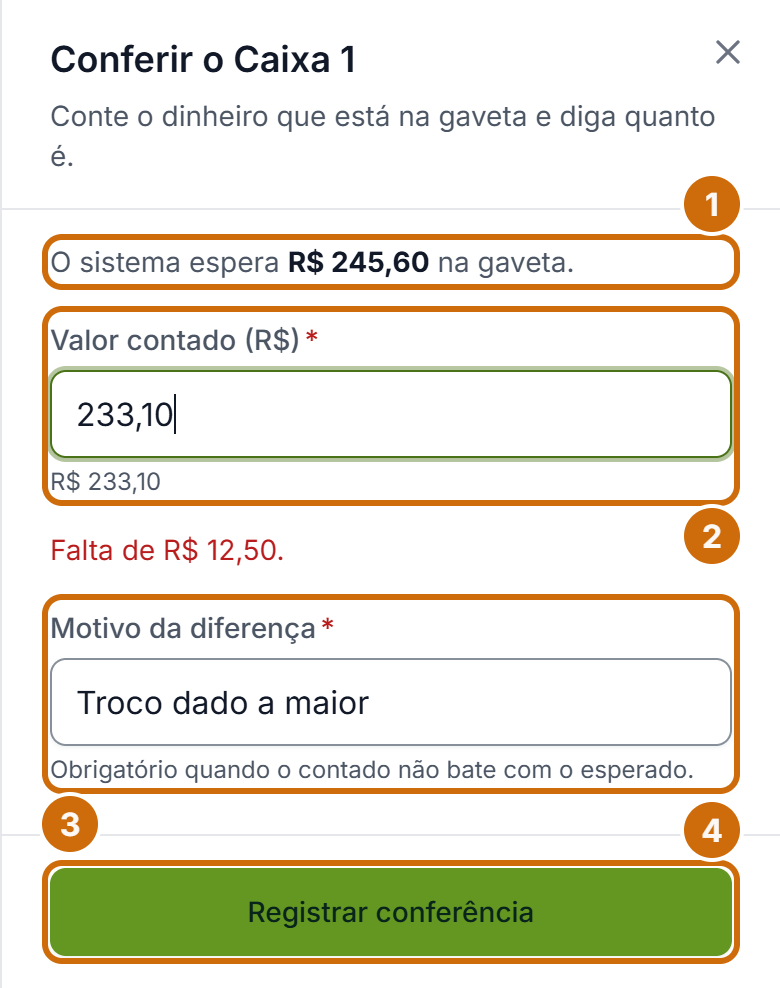 Conferir o Caixa 1
Conte o dinheiro que está na gaveta e diga quanto
é.
1
O sistema espera R$ 245,60 na gaveta.
Valor contado (R$) *
233,10
R$ 233,10
2
Falta de R$ 12,50.
Motivo da diferença *
Troco dado a maior
Obrigatório quando o contado não bate com o esperado.
3
4
Registrar conferência